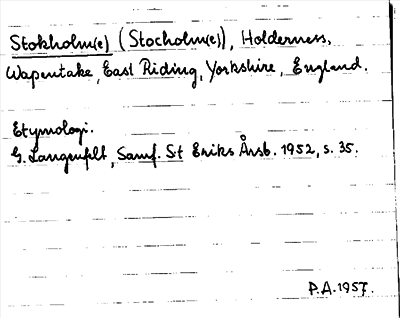 Stokholm(e) (Stocholm(e)), Holderness,
Wapentake, East Riding, Yorkshire, England.
Etymologi.
G. Langenfelt, Samf. St Eriks Årsb. 1952, s. 35.
P.A. 1957.